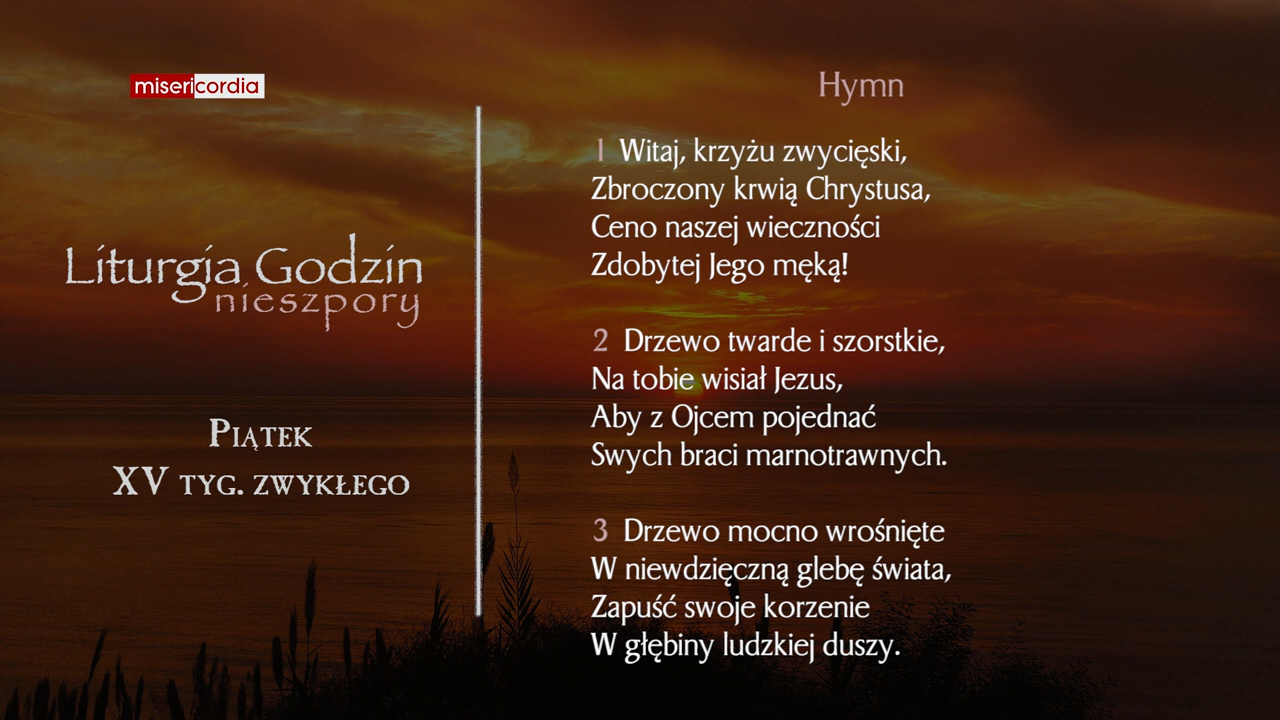 misericordia
Liturgia Godzin
nieszpory
Piątek
XV tyg. zwykłego
Hymn
1 Witaj, krzyżu zwycięski,
Zbroczony krwią Chrystusa,
Ceno naszej wieczności
Zdobytej Jego męką!
2 Drzewo twarde i szorstkie,
Na tobie wisiał Jezus,
Aby z Ojcem pojednać
Swych braci marnotrawnych.
3 Drzewo mocno wrośnięte
W niewdzięczną glebę świata,
Zapuść swoje korzenie
W głębiny ludzkiej duszy.